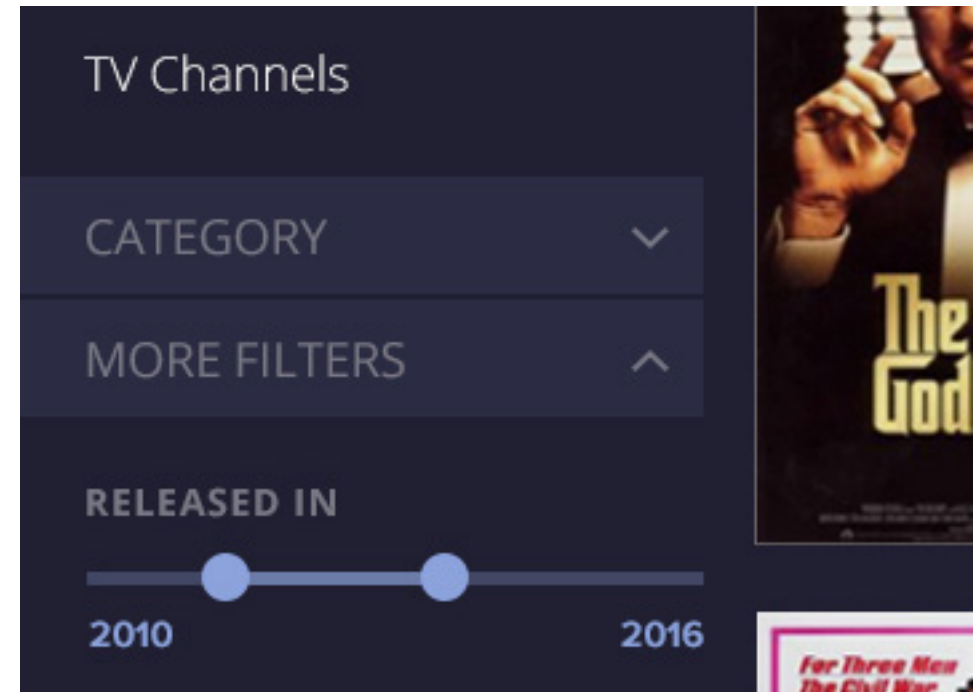 TV Channels
CATEGORY
MORE FILTERS
RELEASED IN
2010
2016
The
God
For Three Men
The Civil War